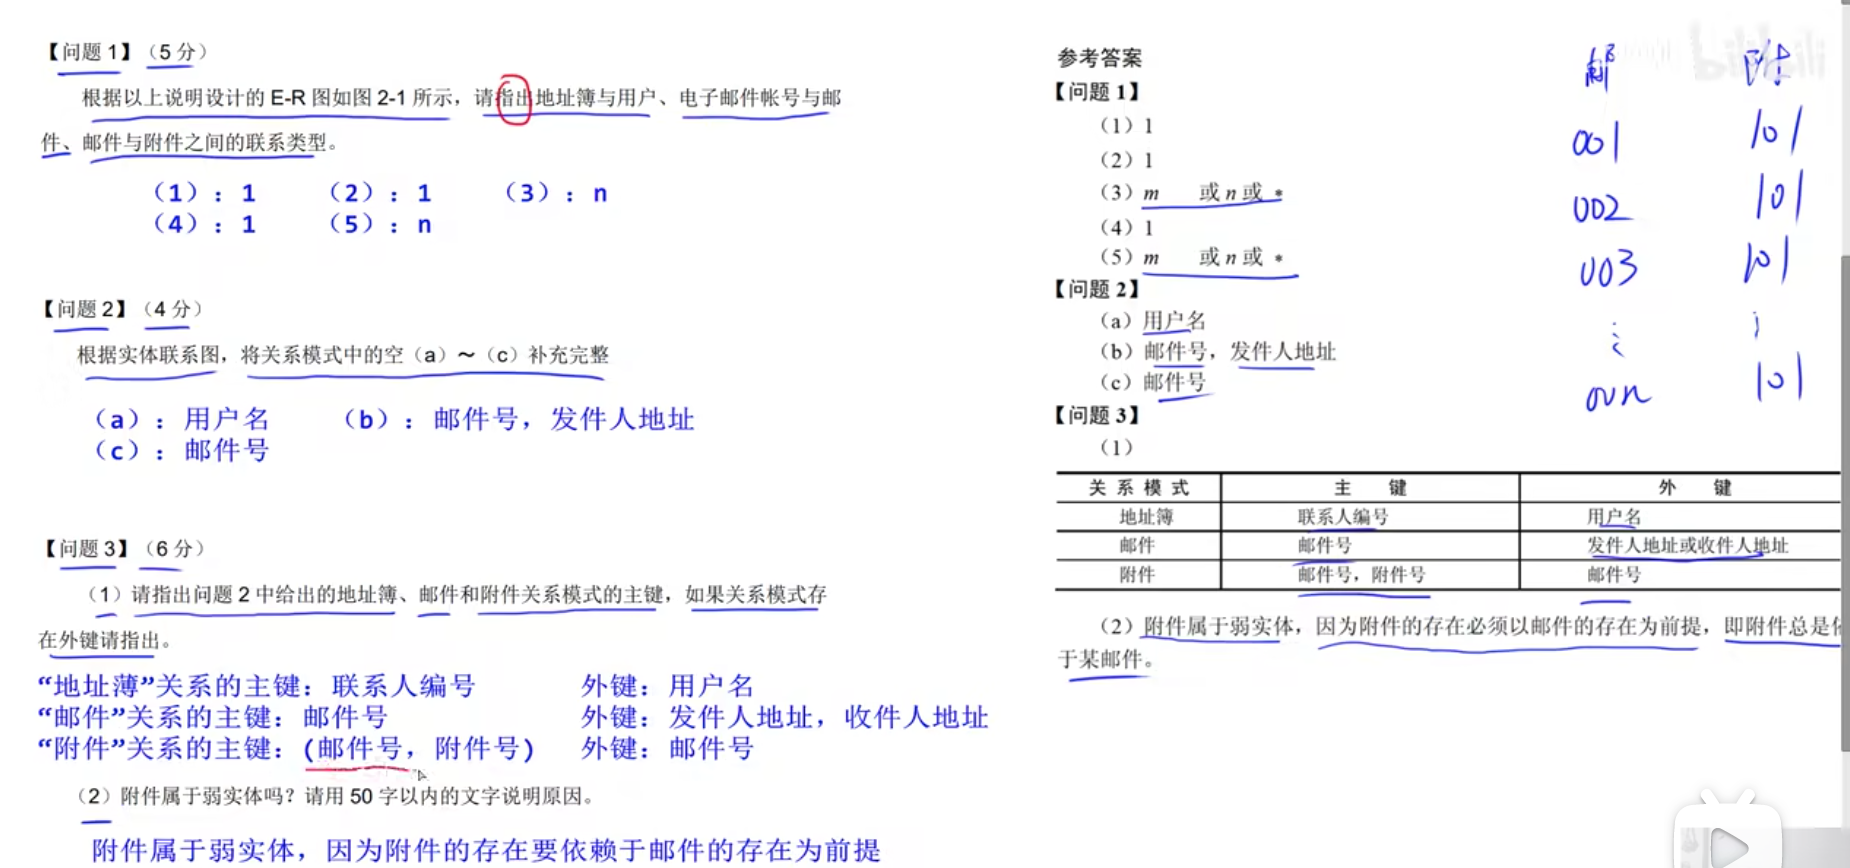 【问题 1】（5 分）
根据以上说明设计的 E-R 图如图 2-1 所示，请指出地址簿与用户、电子邮件帐号与邮
件、邮件与附件之间的联系类型。
（1）：1 （2）：1 （3）：n
（4）：1 （5）：n
【问题 2】（4 分）
根据实体联系图，将关系模式中的空（a）～（c）补充完整
（a）：用户名 （b）：邮件号，发件人地址
（c）：邮件号
【问题 3】（6 分）
（1）请指出问题 2 中给出的地址簿、邮件和附件关系模式的主键，如果关系模式存
在外键请指出。
“地址薄”关系的主键：联系人编号 外键：用户名
“邮件”关系的主键：邮件号 外键：发件人地址，收件人地址
“附件”关系的主键：(邮件号，附件号) 外键：邮件号
（2）附件属于弱实体吗？请用 50 字以内的文字说明原因。
附件属于弱实体，因为附件的存在要依赖于邮件的存在为前提
参考答案
【问题 1】
（1）1
（2）1
（3）m 或 n 或 *
（4）1
（5）m 或 n 或 *
【问题 2】
（a）用户名
（b）邮件号，发件人地址
（c）邮件号
【问题 3】
（1）
关系模式 主键 外键
地址簿 联系人编号 用户名
邮件 邮件号 发件人地址或收件人地址
附件 邮件号，附件号 邮件号
（2）附件属于弱实体，因为附件的存在必须以邮件的存在为前提，即附件总是
于某邮件。
邮 附
001 101
002 101
003 101
⋮ ⋮
00n 101
bilibili